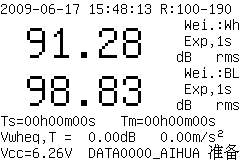 2009-06-17 15:48:13 R:100-190
Wei.:Wh
91.28 Exp,1s
dB rms
Wei.:BL
98.83 Exp,1s
dB rms
Ts=00h00m00s Tm=00h00m00s
Vwheq,T = 0.00dB 0.00m/s²
Vcc=6.26V DATA0000_AIHUA 准备